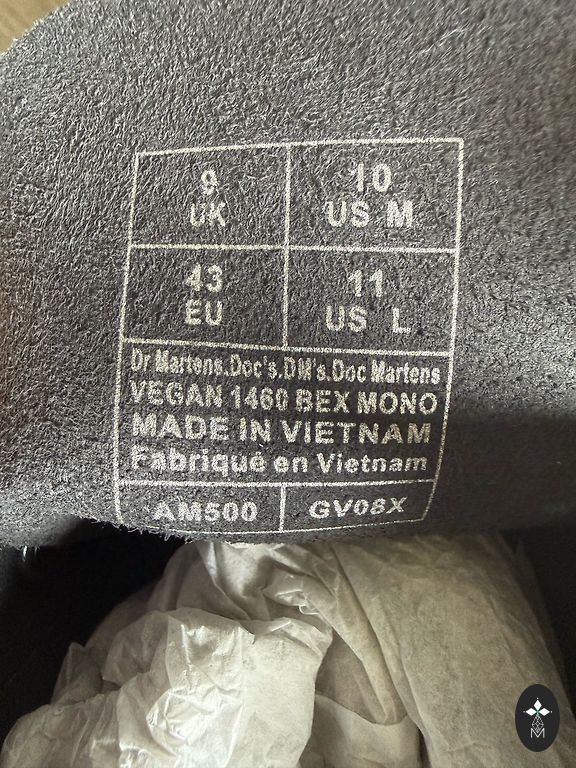 9 10
UK US M
43 11
EU US L
Dr Martens.Doc's.DM's.Doc Martens
VEGAN 1460 BEX MONO
MADE IN VIETNAM
Fabriqué en Vietnam
AM500 GV08X
M